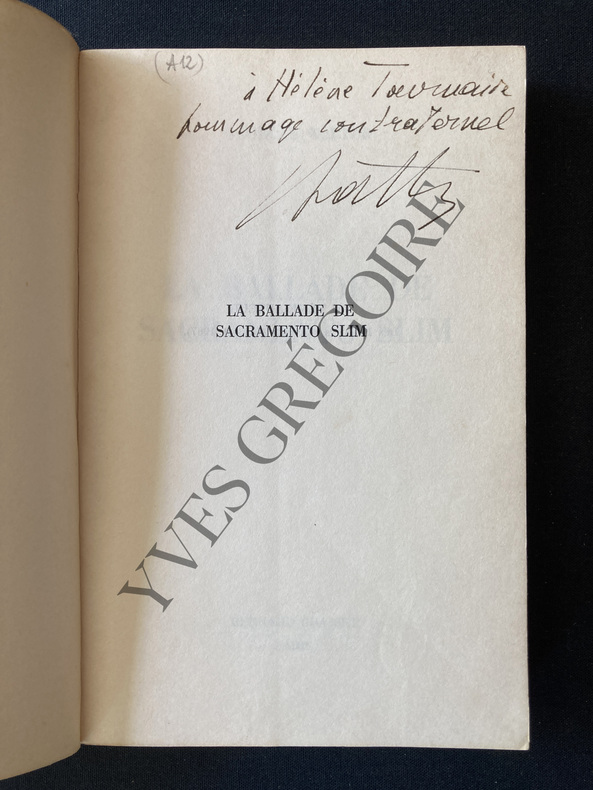 (A12)
à Hélène Tournaire
hommage confraternel
LA BALLADE DE
SACRAMENTO SLIM
YVES GRÉGOIRE